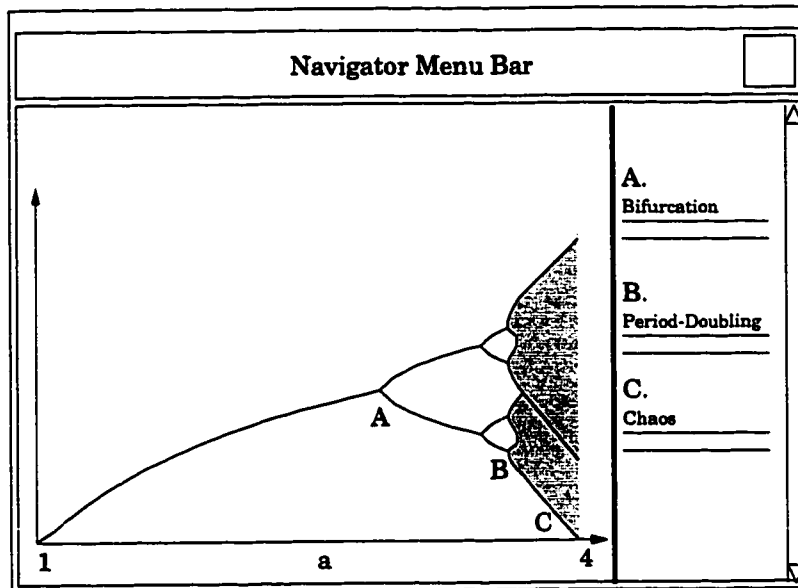 Navigator Menu Bar
A.
Bifurcation
B.
Period-Doubling
C.
Chaos
A
B
C
1
a
4